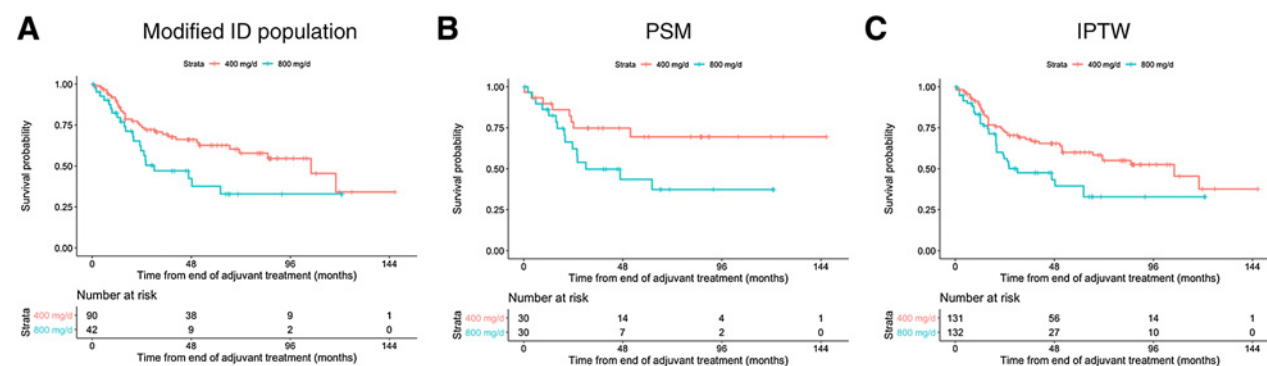 A Modified ID population
Strata 400 mg/d 800 mg/d
1.00
0.75
0.50
0.25
0.00
Survival probability
0 48 96 144
Time from end of adjuvant treatment (months)
Number at risk
Strata
400 mg/d 90 38 9 1
800 mg/d 42 9 2 0
0 48 96 144
Time from end of adjuvant treatment (months)
B PSM
Strata 400 mg/d 800 mg/d
1.00
0.75
0.50
0.25
0.00
Survival probability
0 48 96 144
Time from end of adjuvant treatment (months)
Number at risk
Strata
400 mg/d 30 14 4 1
800 mg/d 30 7 2 0
0 48 96 144
Time from end of adjuvant treatment (months)
C IPTW
Strata 400 mg/d 800 mg/d
1.00
0.75
0.50
0.25
0.00
Survival probability
0 48 96 144
Time from end of adjuvant treatment (months)
Number at risk
Strata
400 mg/d 131 56 14 1
800 mg/d 132 27 10 0
0 48 96 144
Time from end of adjuvant treatment (months)